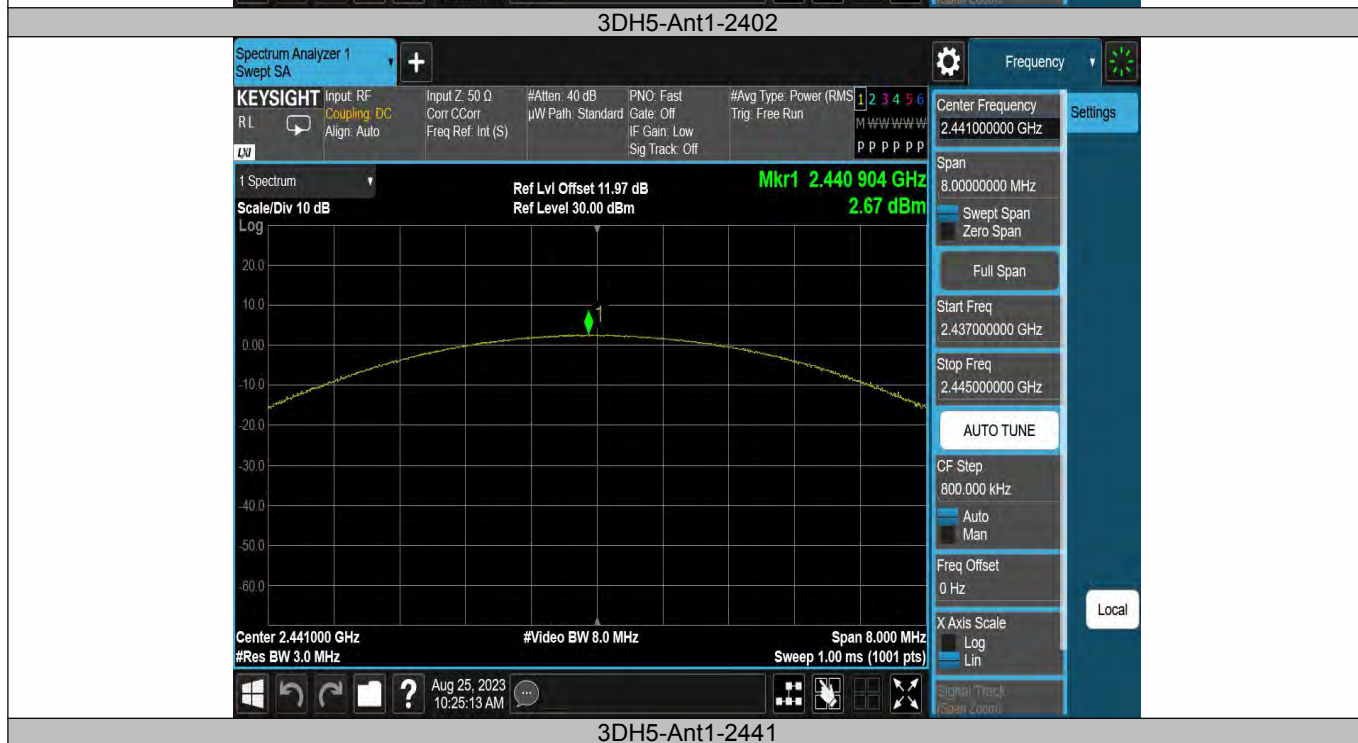 3DH5-Ant1-2402
Spectrum Analyzer 1
Swept SA
+
Frequency
KEYSIGHT
RL
LXI
Input: RF
Coupling: DC
Align: Auto
Input Z: 50 Ω
Corr CCorr
Freq Ref: Int (S)
#Atten: 40 dB
µW Path: Standard
PNO: Fast
Gate: Off
IF Gain: Low
Sig Track: Off
#Avg Type: Power (RMS
Trig: Free Run
1 2 3 4 5 6
M W W W W W
P P P P P P
Center Frequency
2.441000000 GHz
Settings
1 Spectrum
Scale/Div 10 dB
Log
Ref Lvl Offset 11.97 dB
Ref Level 30.00 dBm
Mkr1 2.440 904 GHz
2.67 dBm
Span
8.00000000 MHz
Swept Span
Zero Span
Full Span
Start Freq
2.437000000 GHz
Stop Freq
2.445000000 GHz
AUTO TUNE
CF Step
800.000 kHz
Auto
Man
Freq Offset
0 Hz
X Axis Scale
Log
Lin
Signal Track
(Span Zoom)
Local
20.0
10.0
1
0.00
-10.0
-20.0
-30.0
-40.0
-50.0
-60.0
Center 2.441000 GHz
#Res BW 3.0 MHz
#Video BW 8.0 MHz
Span 8.000 MHz
Sweep 1.00 ms (1001 pts)
?
Aug 25, 2023
10:25:13 AM
3DH5-Ant1-2441